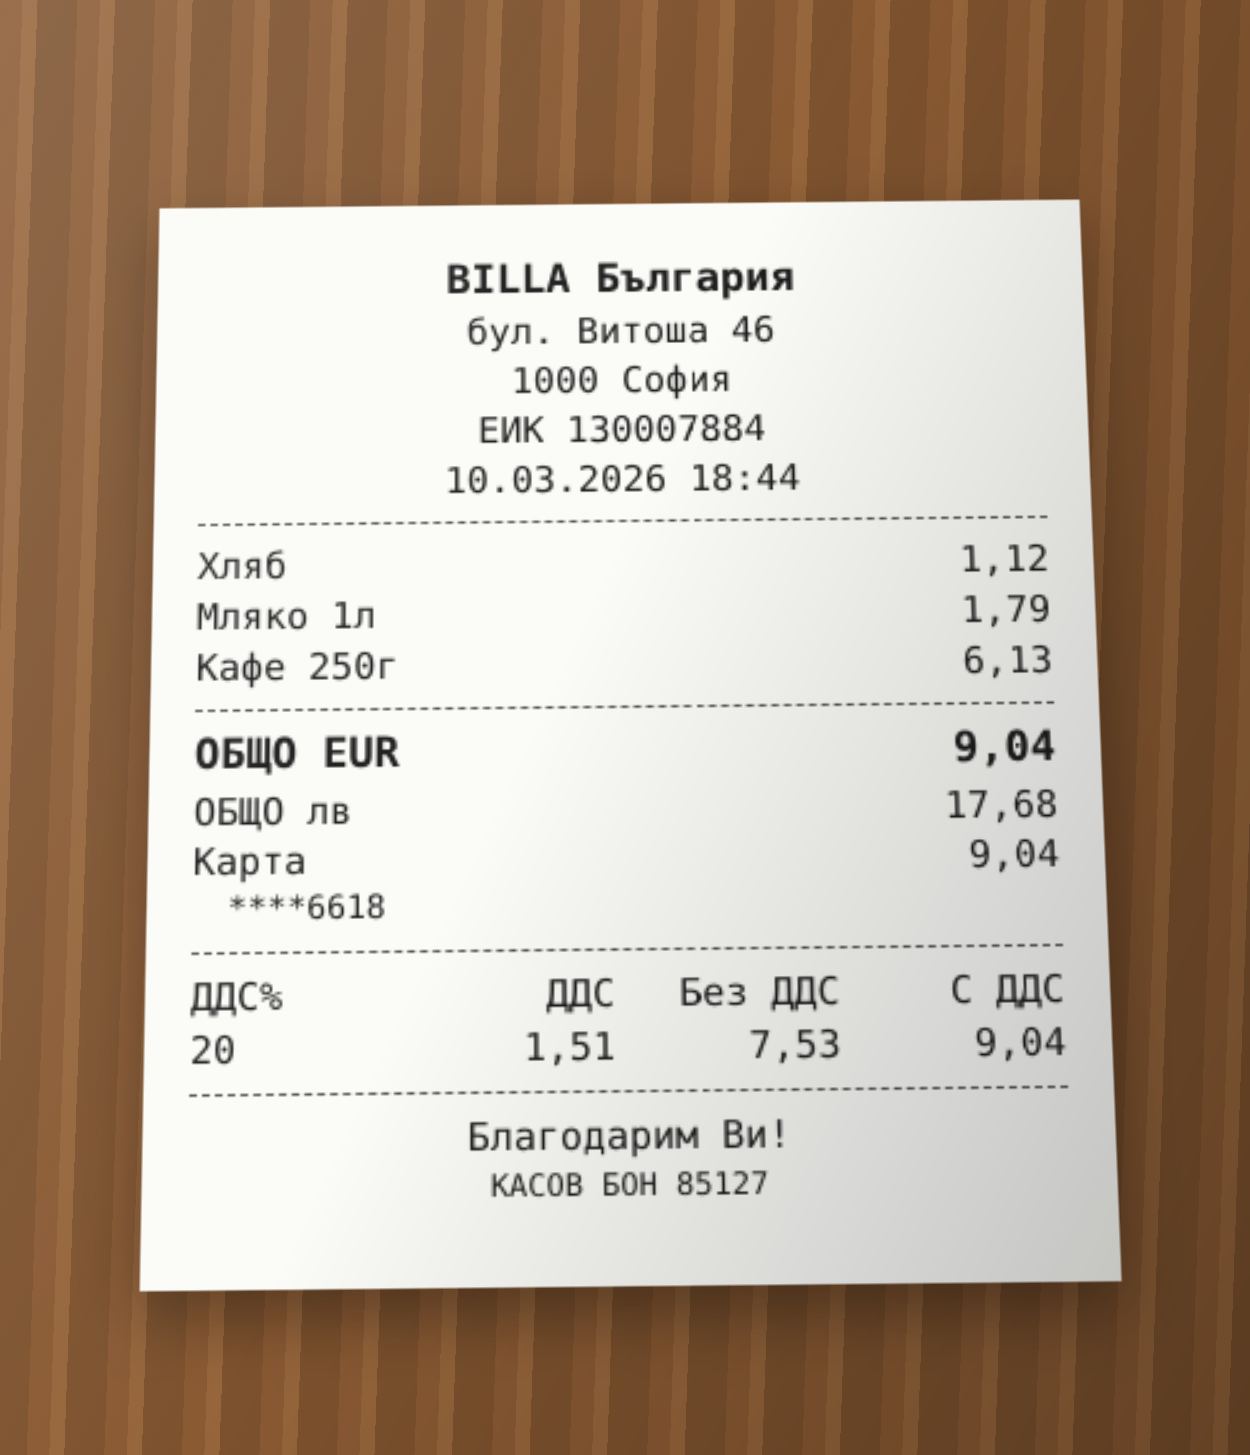 BILLA България
бул. Витоша 46
1000 София
ЕИК 130007884
10.03.2026 18:44
Хляб 1,12
Мляко 1л 1,79
Кафе 250г 6,13
ОБЩО EUR 9,04
ОБЩО лв 17,68
Карта 9,04
****6618
ДДС% ДДС Без ДДС С ДДС
20 1,51 7,53 9,04
Благодарим Ви!
КАСОВ БОН 85127